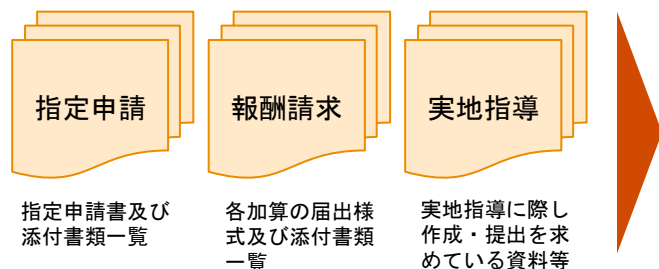 指定申請
報酬請求
実地指導
指定申請書及び
添付書類一覧
各加算の届出様
式及び添付書類
一覧
実地指導に際し
作成・提出を求
めている資料等